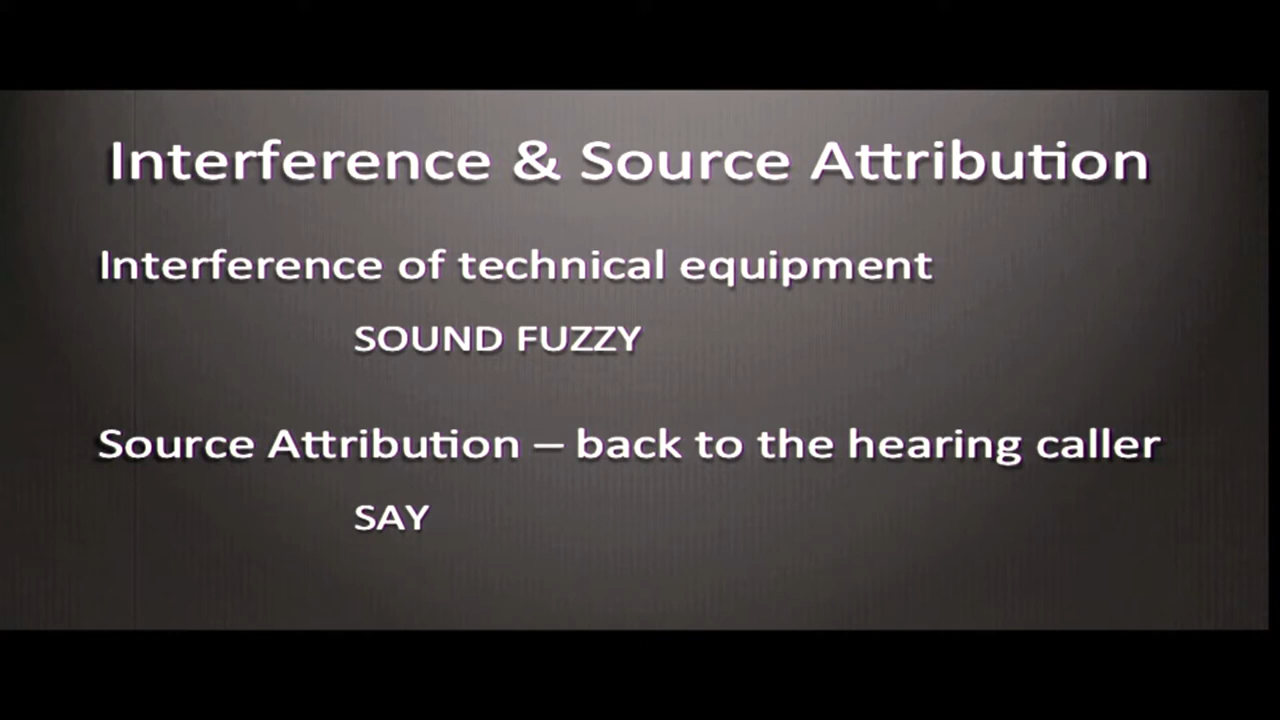 Interference & Source Attribution
Interference of technical equipment
SOUND FUZZY
Source Attribution – back to the hearing caller
SAY